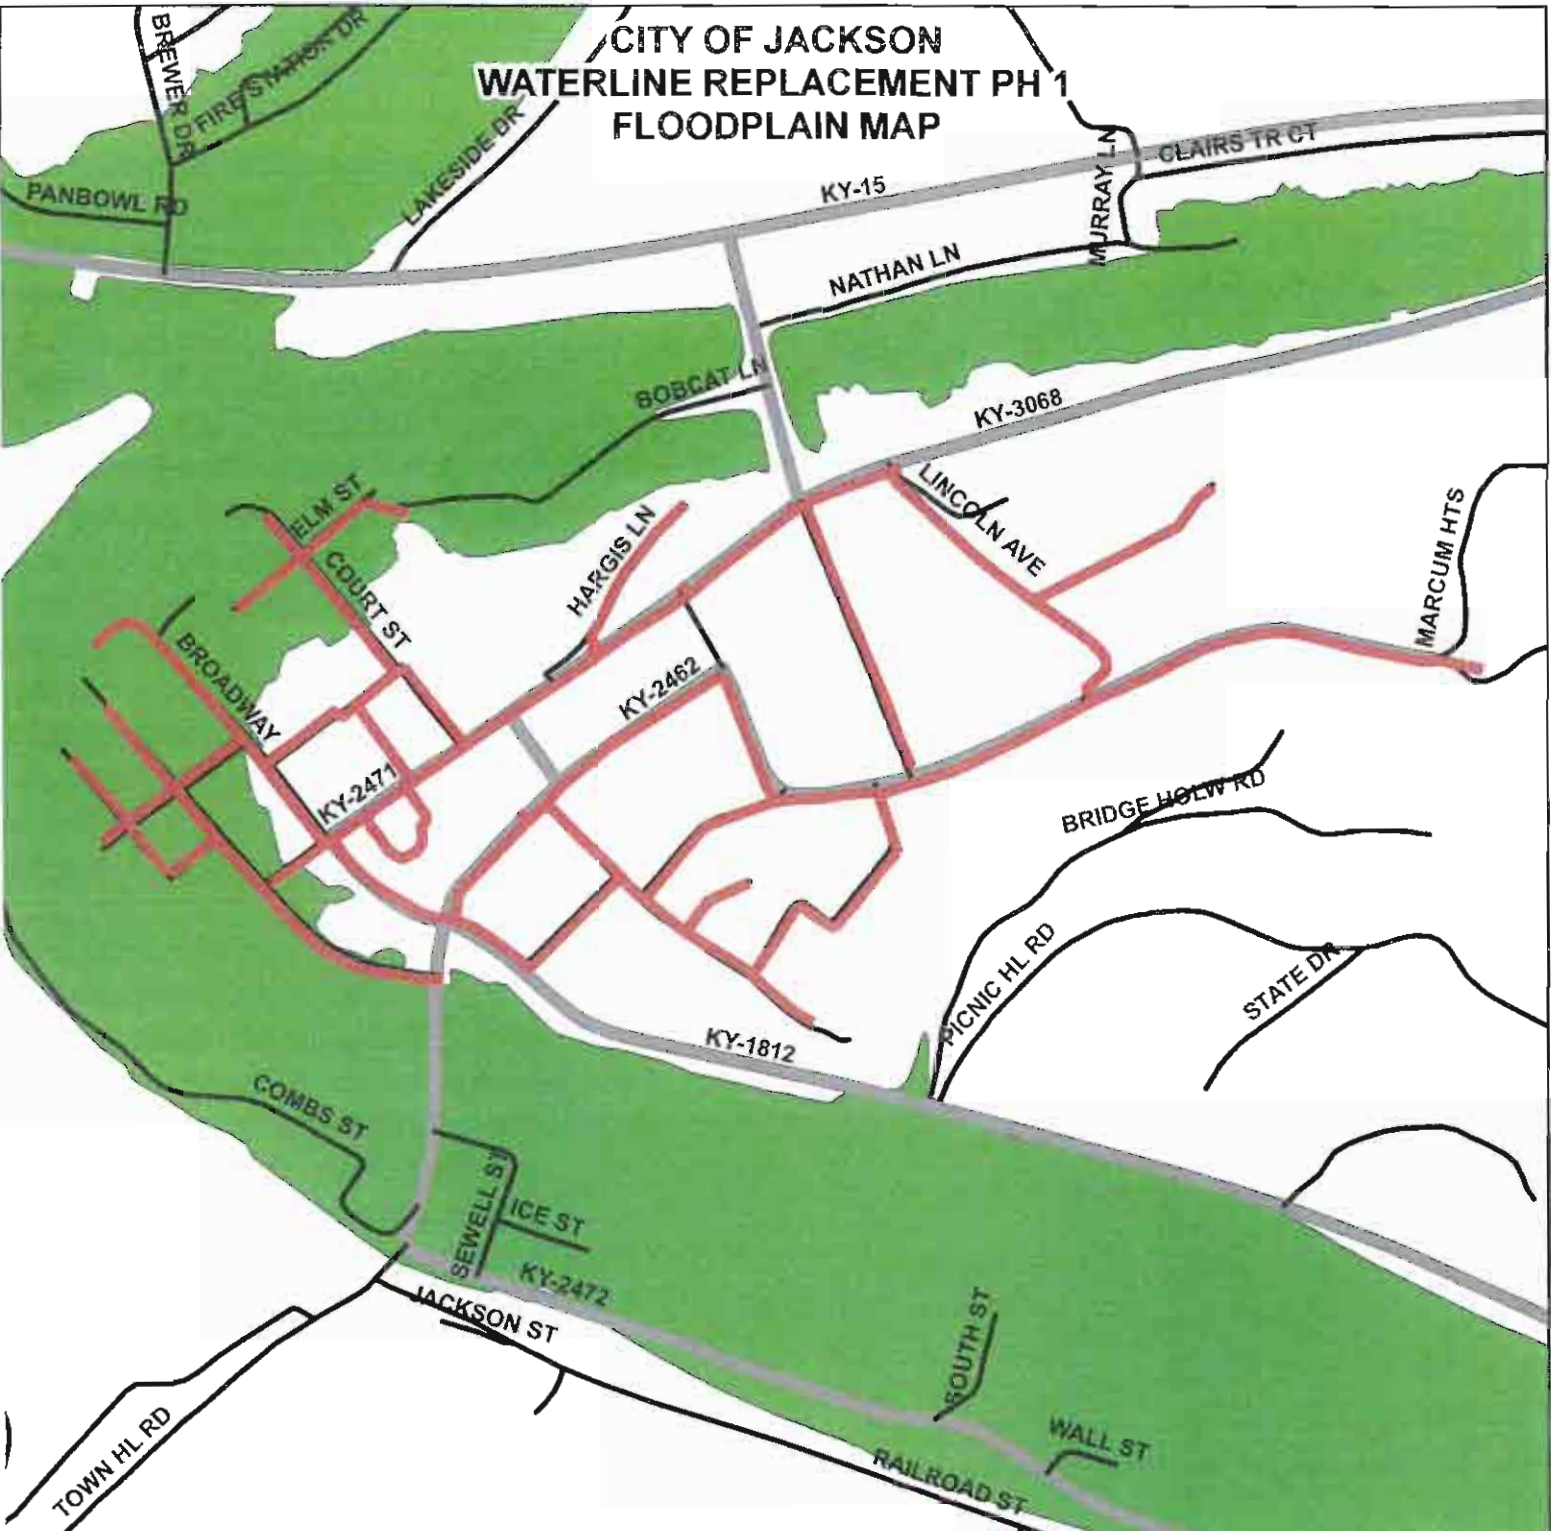 CITY OF JACKSON
WATERLINE REPLACEMENT PH 1
FLOODPLAIN MAP
BREWER DR
FIRE STATION DR
LAKESIDE DR
PANBOWL RD
KY-15
MURRAY LN
CLAIRS TR CT
NATHAN LN
BOBCAT LN
KY-3068
ELM ST
COURT ST
HARGIS LN
LINCOLN AVE
MARCUM HTS
BROADWAY
KY-2462
KY-2471
BRIDGE HOLW RD
PICNIC HL RD
STATE DR
KY-1812
COMBS ST
SEWELL ST
ICE ST
KY-2472
JACKSON ST
SOUTH ST
WALL ST
RAILROAD ST
TOWN HL RD